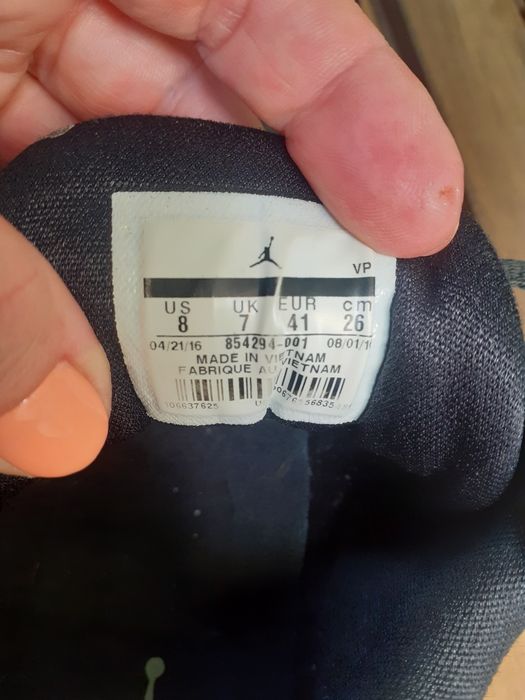 VP
US UK EUR cm
8 7 41 26
04/21/16 854294-001 08/01/1
MADE IN VIETNAM
FABRIQUE AU VIETNAM